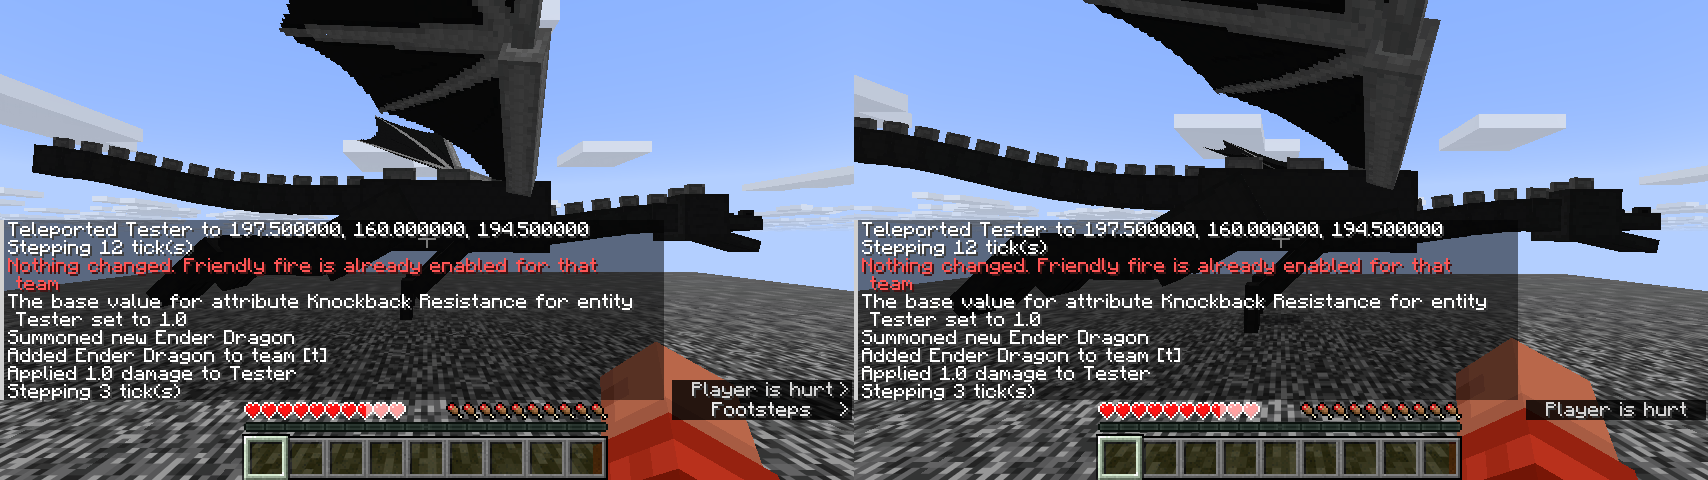 Teleported Tester to 197.500000, 160.000000, 194.500000
Stepping 12 tick(s)
Nothing changed. Friendly fire is already enabled for that
team
The base value for attribute Knockback Resistance for entity
Tester set to 1.0
Summoned new Ender Dragon
Added Ender Dragon to team [t]
Applied 1.0 damage to Tester
Stepping 3 tick(s)
Player is hurt >
Footsteps >
Teleported Tester to 197.500000, 160.000000, 194.500000
Stepping 12 tick(s)
Nothing changed. Friendly fire is already enabled for that
team
The base value for attribute Knockback Resistance for entity
Tester set to 1.0
Summoned new Ender Dragon
Added Ender Dragon to team [t]
Applied 1.0 damage to Tester
Stepping 3 tick(s)
Player is hurt